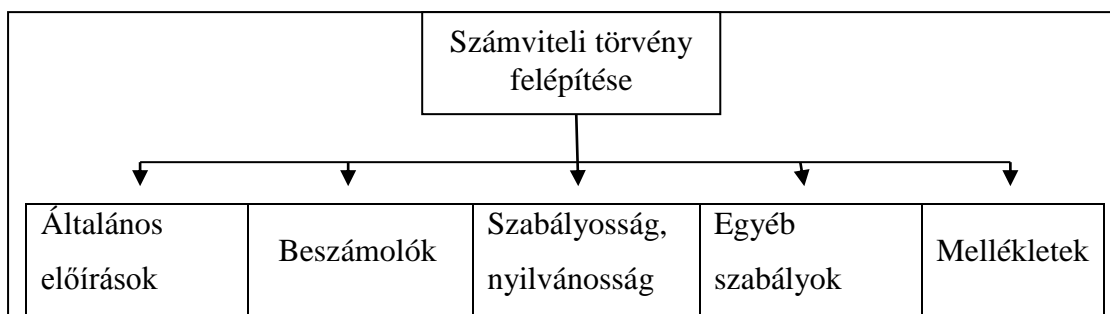 Számviteli törvény
felépítése
Általános
előírások
Beszámolók
Szabályosság,
nyilvánosság
Egyéb
szabályok
Mellékletek